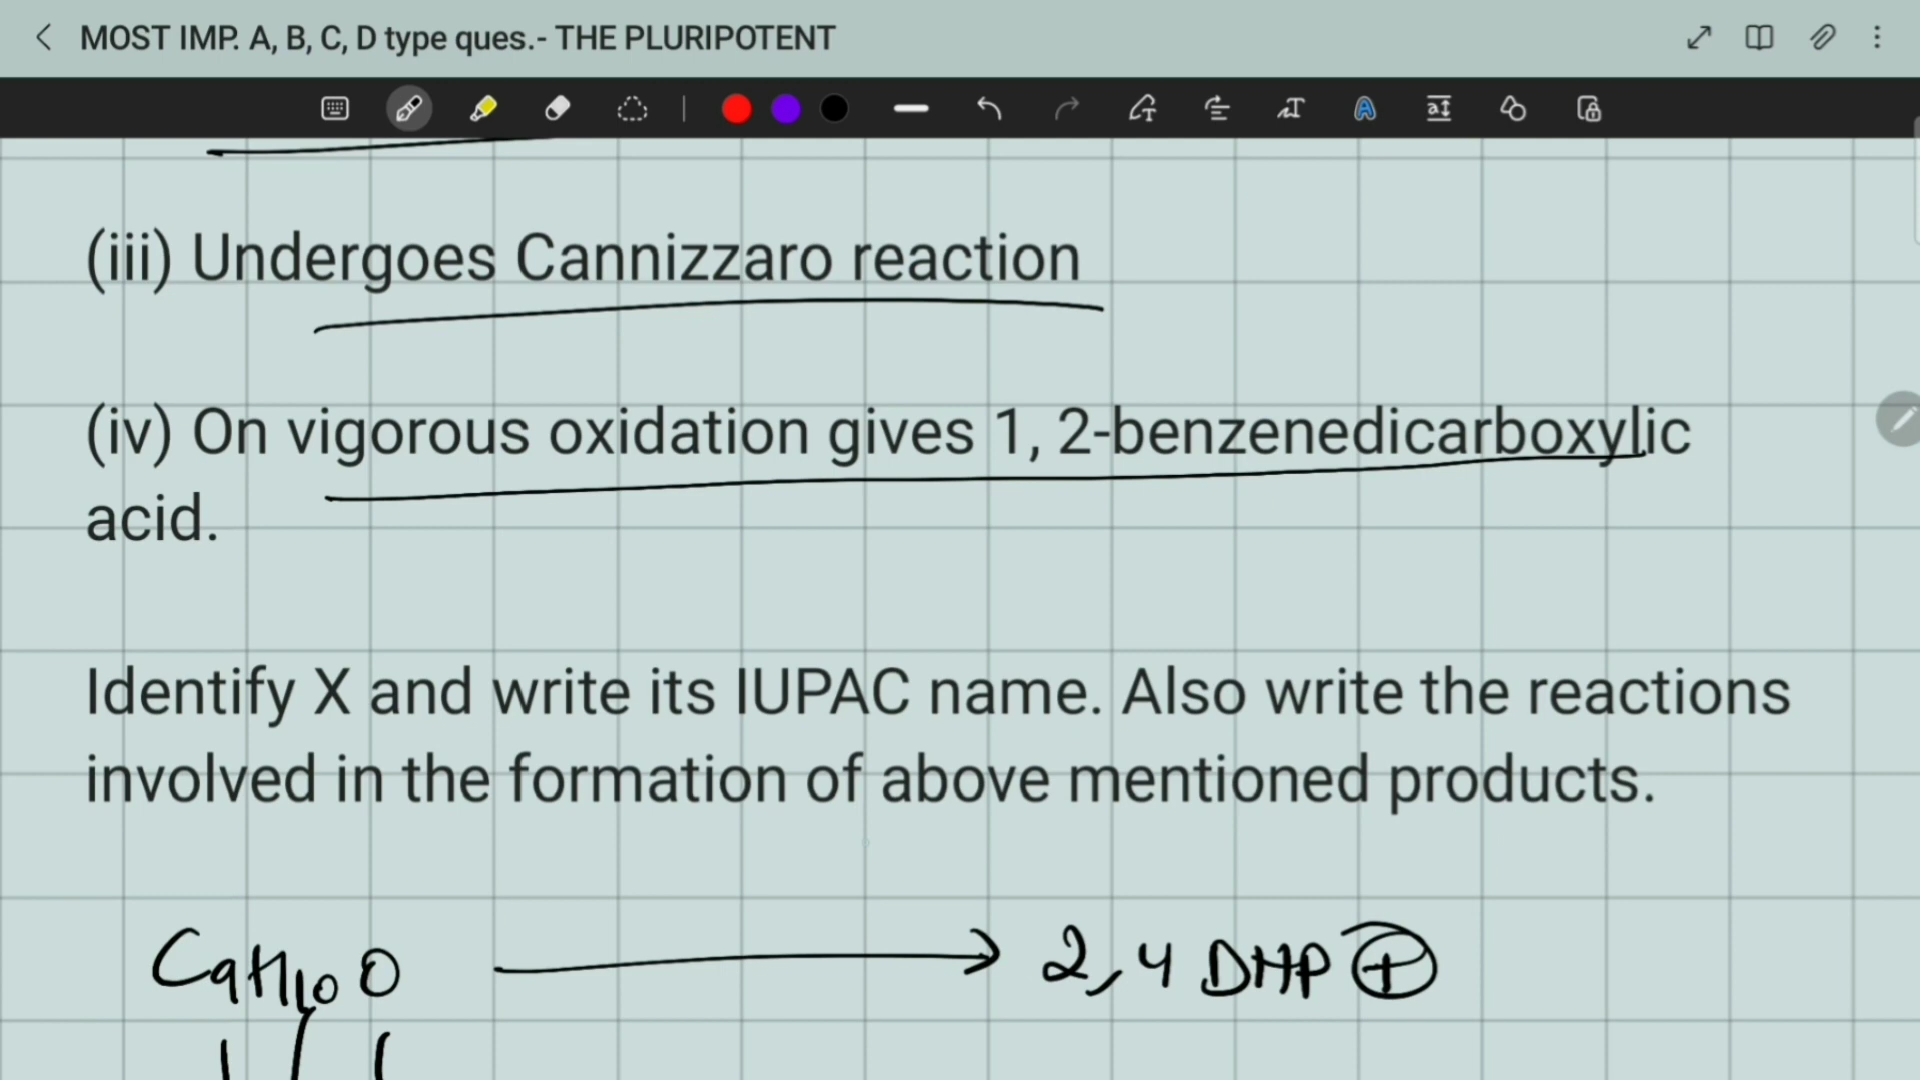 MOST IMP. A, B, C, D type ques.- THE PLURIPOTENT
(iii) Undergoes Cannizzaro reaction
(iv) On vigorous oxidation gives 1, 2-benzenedicarboxylic
acid.
Identify X and write its IUPAC name. Also write the reactions
involved in the formation of above mentioned products.
C9H10O → 2,4 DHP +